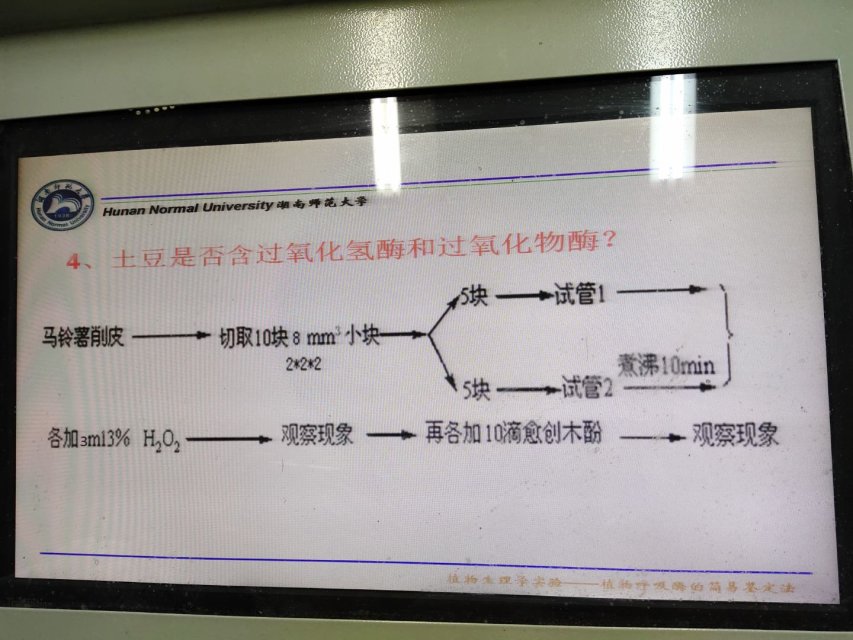 Hunan Normal University 湖南师范大学
4、土豆是否含过氧化氢酶和过氧化物酶?
5块 试管1
马铃薯削皮 切取10块 8 mm³ 小块
2*2*2
煮沸10min
5块 试管2
各加3ml3% H₂O₂ 观察现象 再各加10滴愈创木酚 观察现象
植物生理学实验——植物呼吸酶的简易鉴定法